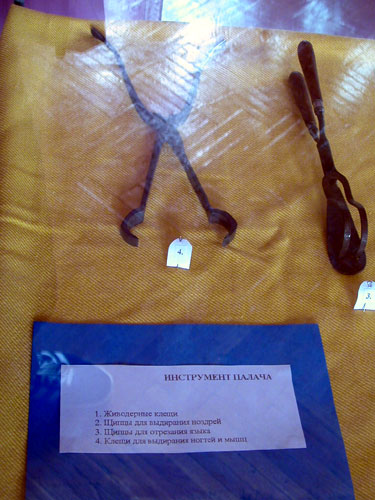 4.
3.
ИНСТРУМЕНТ ПАЛАЧА
1. Живодерные клещи
2. Щипцы для выдирания ноздрей
3. Щипцы для отрезания языка
4. Клещи для выдирания ногтей и мышц